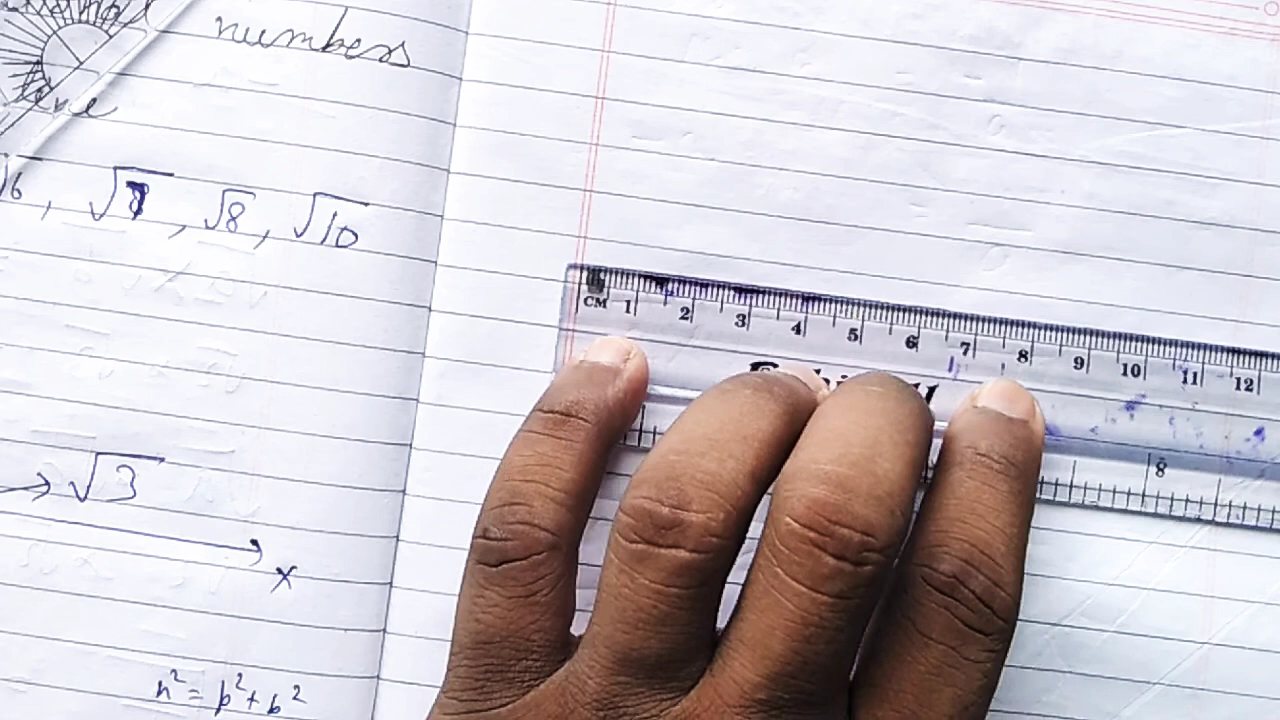 numbers
line
√7, √8, √10
→ √3
x
h² = p² + b²
CM 1 2 3 4 5 6 7 8 9 10 11 12
8